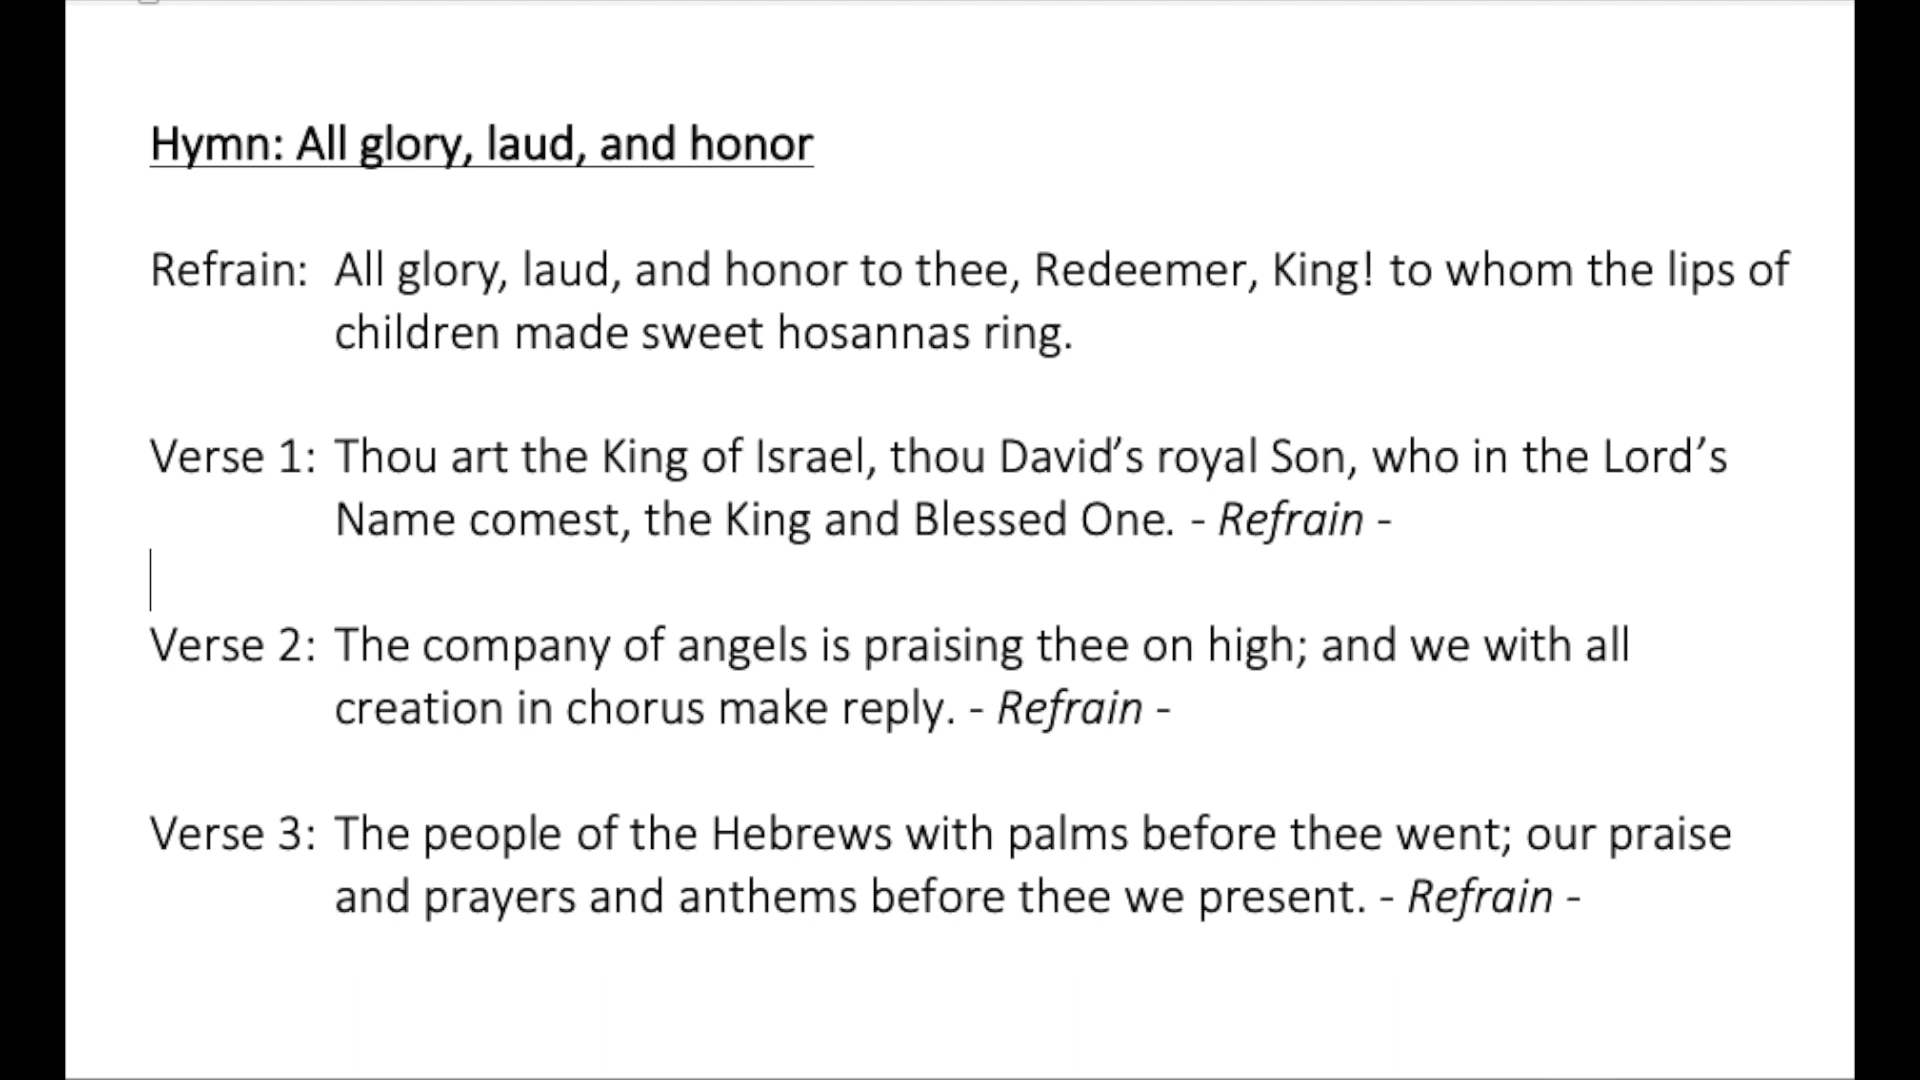 Hymn: All glory, laud, and honor
Refrain: All glory, laud, and honor to thee, Redeemer, King! to whom the lips of
children made sweet hosannas ring.
Verse 1: Thou art the King of Israel, thou David’s royal Son, who in the Lord’s
Name comest, the King and Blessed One. - Refrain -
Verse 2: The company of angels is praising thee on high; and we with all
creation in chorus make reply. - Refrain -
Verse 3: The people of the Hebrews with palms before thee went; our praise
and prayers and anthems before thee we present. - Refrain -